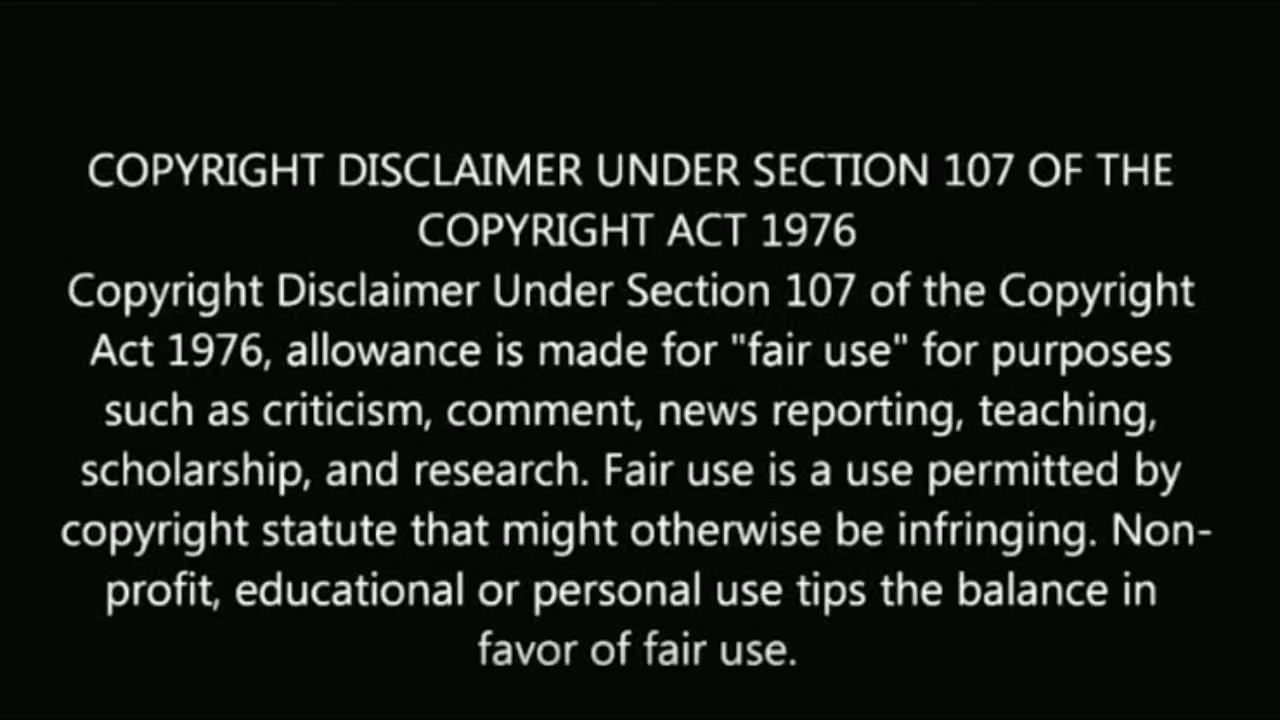 COPYRIGHT DISCLAIMER UNDER SECTION 107 OF THE
COPYRIGHT ACT 1976
Copyright Disclaimer Under Section 107 of the Copyright
Act 1976, allowance is made for "fair use" for purposes
such as criticism, comment, news reporting, teaching,
scholarship, and research. Fair use is a use permitted by
copyright statute that might otherwise be infringing. Non-
profit, educational or personal use tips the balance in
favor of fair use.